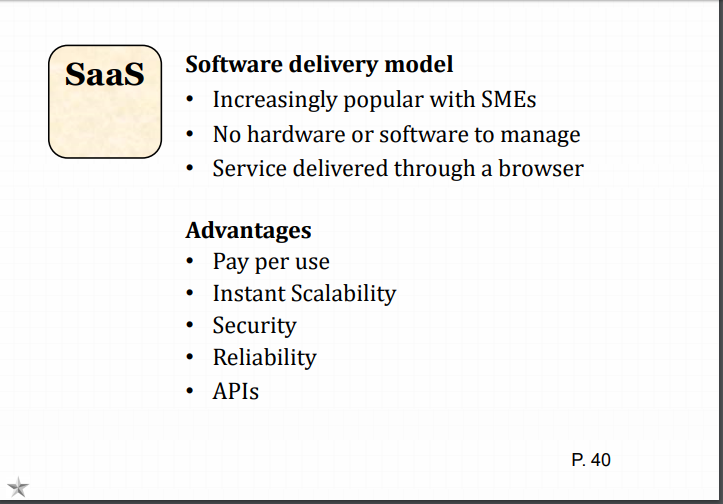 SaaS
Software delivery model
• Increasingly popular with SMEs
• No hardware or software to manage
• Service delivered through a browser
Advantages
• Pay per use
• Instant Scalability
• Security
• Reliability
• APIs
P. 40